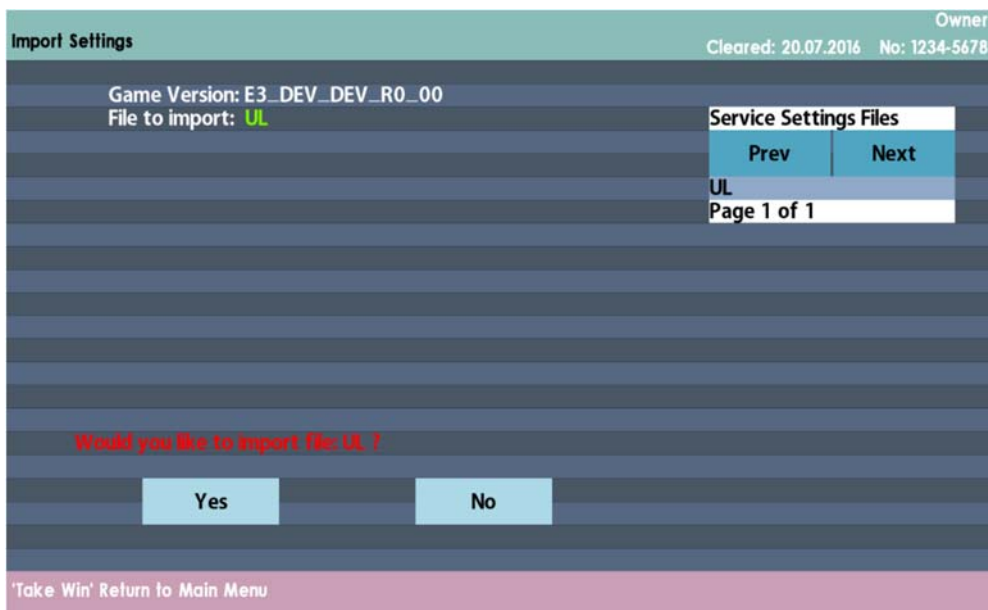 Owner
Import Settings
Cleared: 20.07.2016 No: 1234-5678
Game Version: E3_DEV_DEV_R0_00
File to import: UL
Service Settings Files
Prev Next
UL
Page 1 of 1
Would you like to import file: UL ?
Yes No
'Take Win' Return to Main Menu